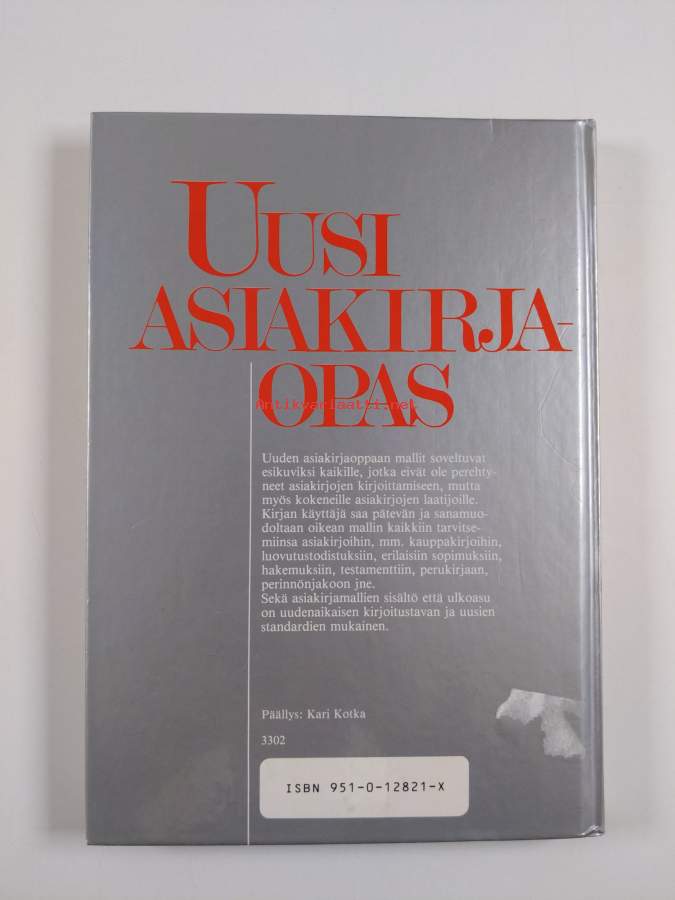 UUSI
ASIAKIRJA-
OPAS
Antikvariaatti.net
Uuden asiakirjaoppaan mallit soveltuvat
esikuviksi kaikille, jotka eivät ole perehty-
neet asiakirjojen kirjoittamiseen, mutta
myös kokeneille asiakirjojen laatijoille.
Kirjan käyttäjä saa pätevän ja sanamuo-
doltaan oikean mallin kaikkiin tarvitse-
miinsa asiakirjoihin, mm. kauppakirjoihin,
luovutustodistuksiin, erilaisiin sopimuksiin,
hakemuksiin, testamenttiin, perukirjaan,
perinnönjakoon jne.
Sekä asiakirjamallien sisältö että ulkoasu
on uudenaikaisen kirjoitustavan ja uusien
standardien mukainen.
Päällys: Kari Kotka
3302
ISBN 951-0-12821-X